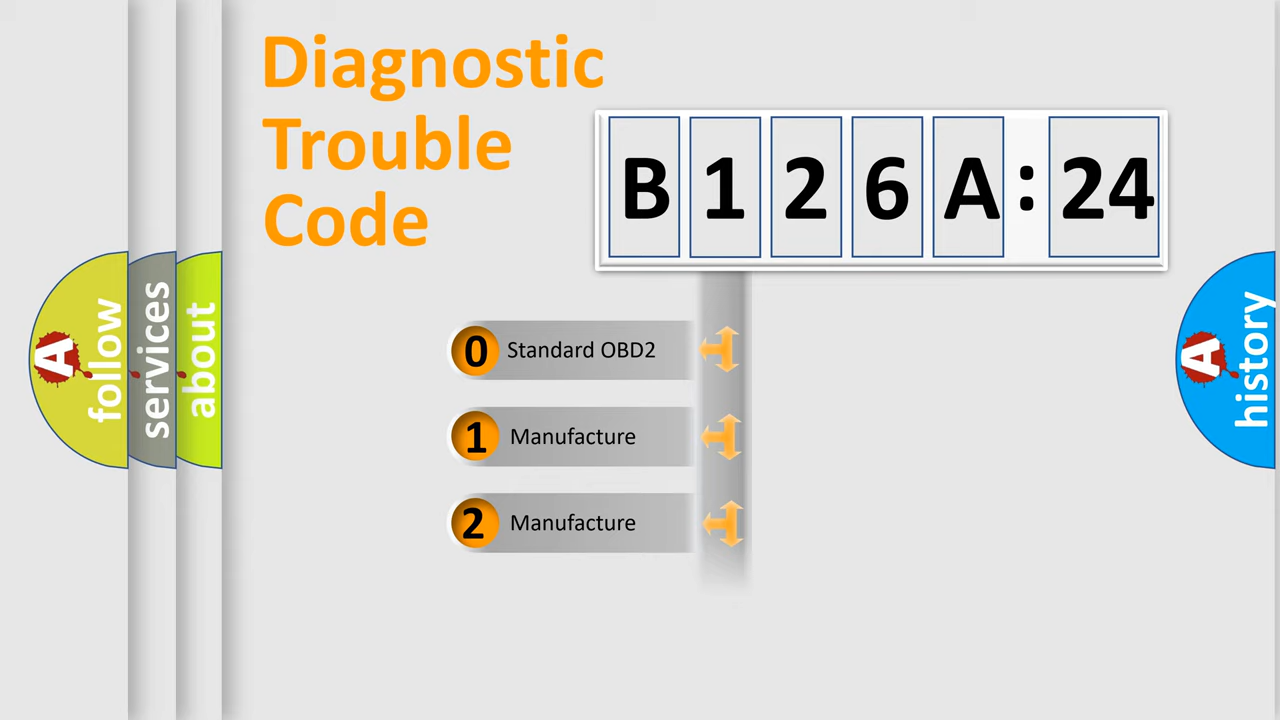 Diagnostic
Trouble
Code
B 1 2 6 A : 24
0 Standard OBD2
1 Manufacture
2 Manufacture
A follow
services
about
A history